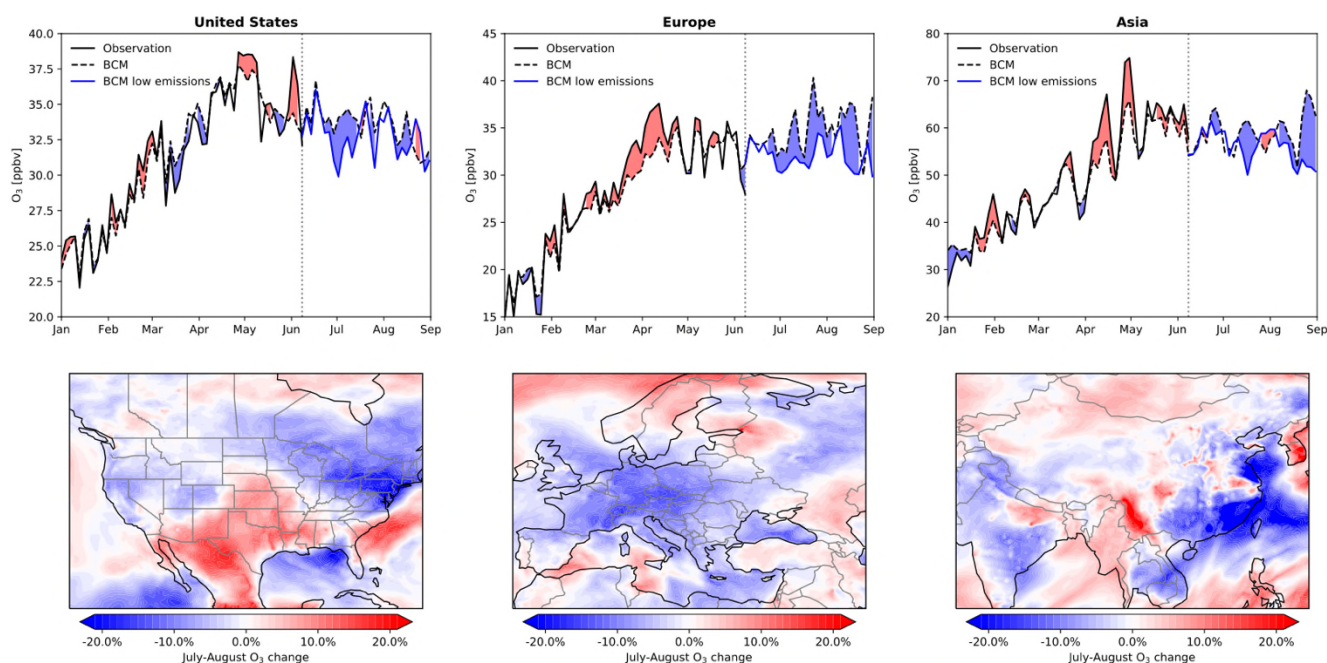 United States
40.0
37.5
35.0
32.5
30.0
27.5
25.0
22.5
20.0
O₃ [ppbv]
Observation
BCM
BCM low emissions
Jan Feb Mar Apr May Jun Jul Aug Sep
Europe
45
40
35
30
25
20
15
O₃ [ppbv]
Observation
BCM
BCM low emissions
Jan Feb Mar Apr May Jun Jul Aug Sep
Asia
80
70
60
50
40
30
20
O₃ [ppbv]
Observation
BCM
BCM low emissions
Jan Feb Mar Apr May Jun Jul Aug Sep
-20.0% -10.0% 0.0% 10.0% 20.0%
July-August O₃ change
-20.0% -10.0% 0.0% 10.0% 20.0%
July-August O₃ change
-20.0% -10.0% 0.0% 10.0% 20.0%
July-August O₃ change